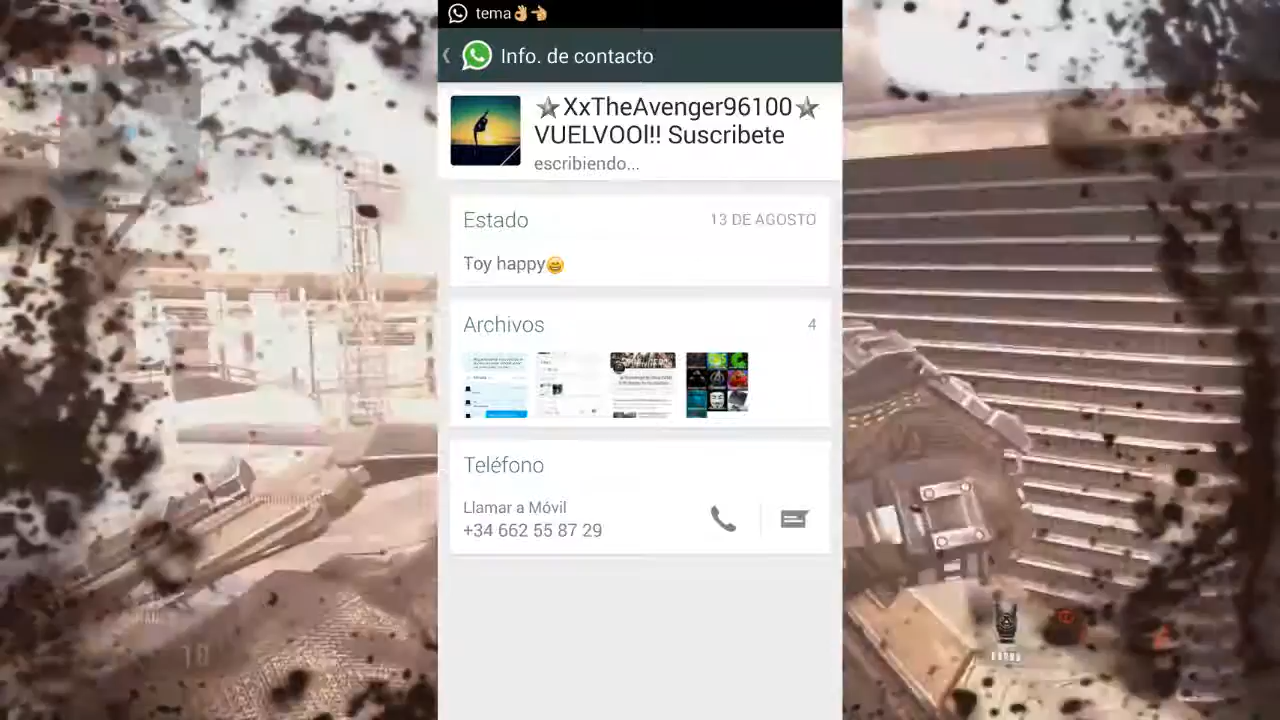 tema👌👈
Info. de contacto
★XxTheAvenger96100★
VUELVOOI!! Suscribete
escribiendo...
Estado
13 DE AGOSTO
Toy happy😄
Archivos
4
Teléfono
Llamar a Móvil
+34 662 55 87 29